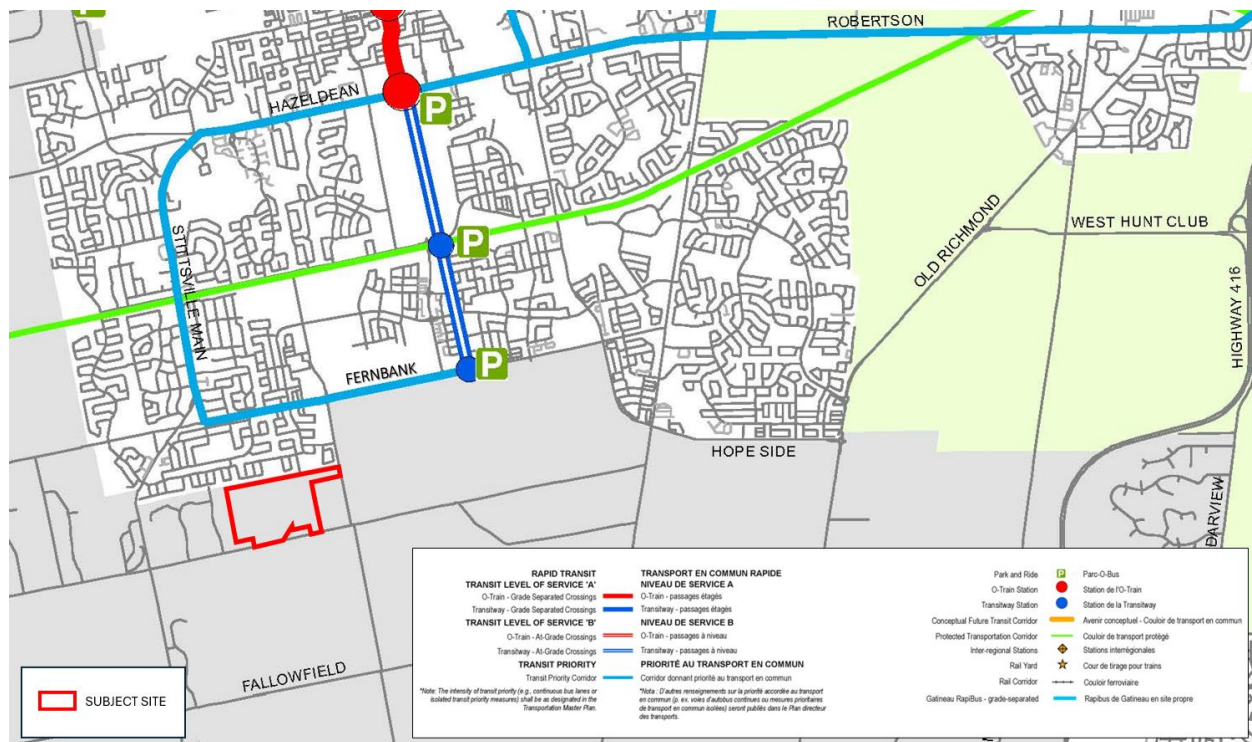 ROBERTSON
HAZELDEAN
P
P
P
STITTSVILLE MAIN
OLD RICHMOND
WEST HUNT CLUB
HIGHWAY 416
FERNBANK
HOPE SIDE
DARVIEW
FALLOWFIELD
SUBJECT SITE
RAPID TRANSIT
TRANSIT LEVEL OF SERVICE 'A'
O-Train - Grade Separated Crossings
Transitway - Grade Separated Crossings
TRANSIT LEVEL OF SERVICE 'B'
O-Train - At-Grade Crossings
Transitway - At-Grade Crossings
TRANSIT PRIORITY
Transit Priority Corridor
*Note: The intensity of transit priority (e.g., continuous bus lanes or
isolated transit priority measures) shall be as designated in the
Transportation Master Plan.
TRANSPORT EN COMMUN RAPIDE
NIVEAU DE SERVICE A
O-Train - passages étagés
Transitway - passages étagés
NIVEAU DE SERVICE B
O-Train - passages à niveau
Transitway - passages à niveau
PRIORITÉ AU TRANSPORT EN COMMUN
Corridor donnant priorité au transport en commun
*Nota : D'autres renseignements sur la priorité accordée au transport
en commun (p. ex. voies d'autobus continues ou mesures prioritaires
de transport en commun isolées) seront publiés dans le Plan directeur
des transports.
Park and Ride P Parc-O-Bus
O-Train Station Station de l'O-Train
Transitway Station Station de la Transitway
Conceptual Future Transit Corridor Avenir conceptuel - Couloir de transport en commun
Protected Transportation Corridor Couloir de transport protégé
Inter-regional Stations Stations interrégionales
Rail Yard Cour de tirage pour trains
Rail Corridor Couloir ferroviaire
Gatineau RapiBus - grade-separated Rapibus de Gatineau en site propre